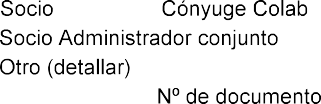 Socio Cónyuge Colab
Socio Administrador conjunto
Otro (detallar)
Nº de documento